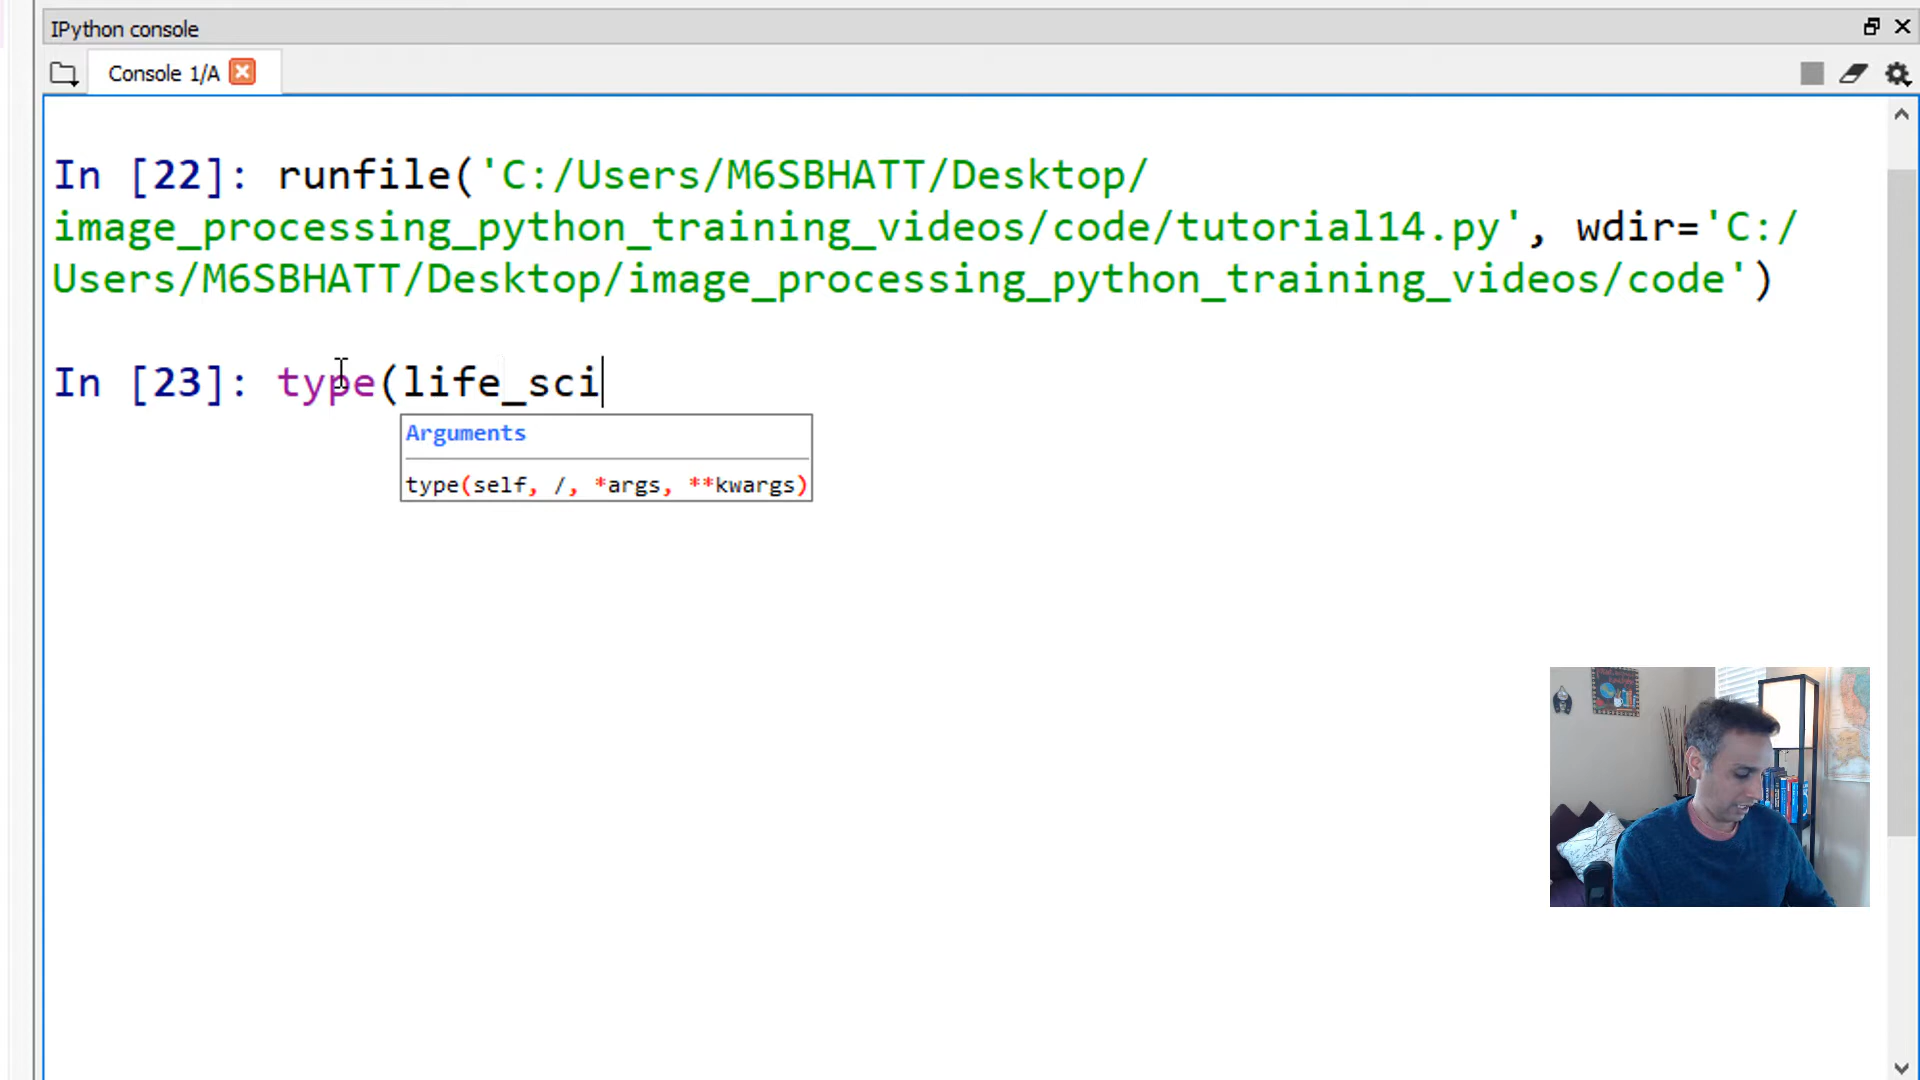 IPython console
Console 1/A
In [22]: runfile('C:/Users/M6SBHATT/Desktop/
image_processing_python_training_videos/code/tutorial14.py', wdir='C:/
Users/M6SBHATT/Desktop/image_processing_python_training_videos/code')
In [23]: type(life_sci
Arguments
type(self, /, *args, **kwargs)